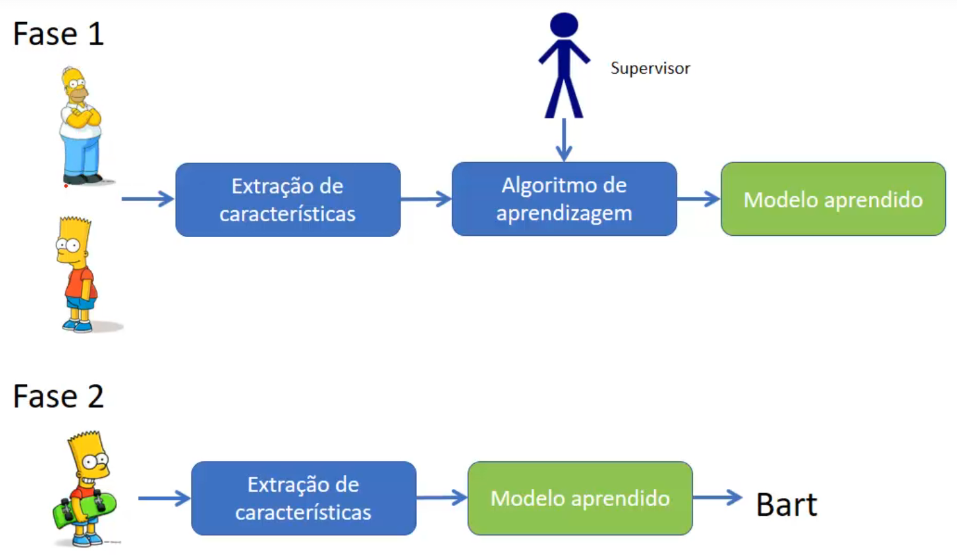 Fase 1
Supervisor
Extração de
características
Algoritmo de
aprendizagem
Modelo aprendido
Fase 2
Extração de
características
Modelo aprendido
Bart